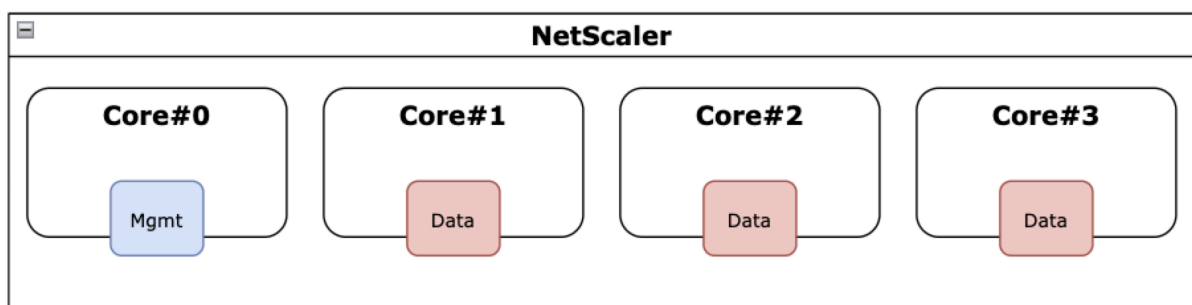 NetScaler
Core#0 Core#1 Core#2 Core#3
Mgmt Data Data Data